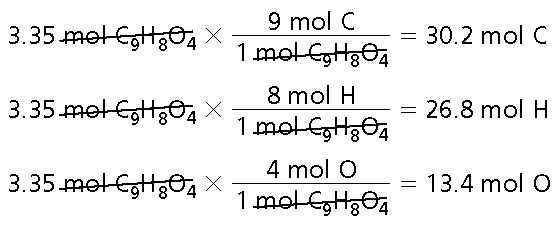 3.35 mol C₉H₈O₄ × 9 mol C / 1 mol C₉H₈O₄ = 30.2 mol C
3.35 mol C₉H₈O₄ × 8 mol H / 1 mol C₉H₈O₄ = 26.8 mol H
3.35 mol C₉H₈O₄ × 4 mol O / 1 mol C₉H₈O₄ = 13.4 mol O